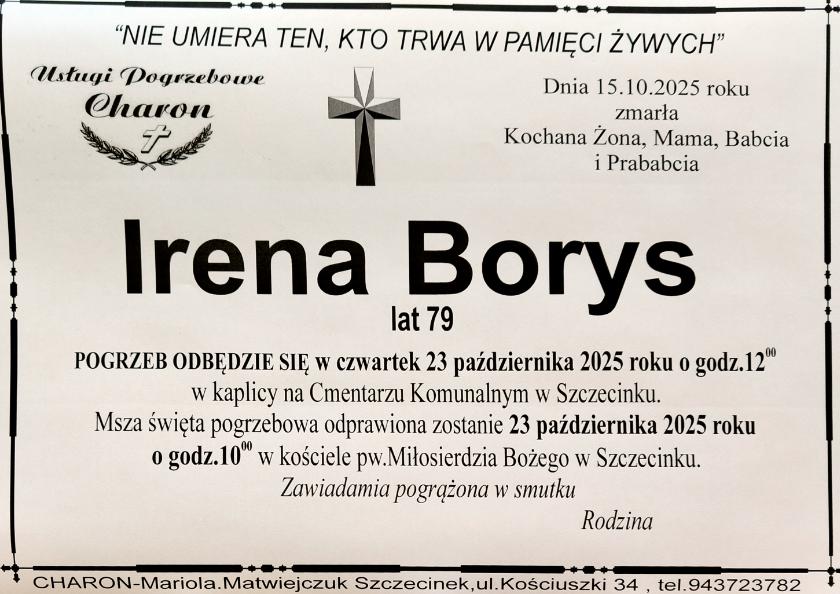 “NIE UMIERA TEN, KTO TRWA W PAMIĘCI ŻYWYCH”
Usługi Pogrzebowe
Charon
Dnia 15.10.2025 roku
zmarła
Kochana Żona, Mama, Babcia
i Prababcia
Irena Borys
lat 79
POGRZEB ODBĘDZIE SIĘ w czwartek 23 października 2025 roku o godz.12⁰⁰
w kaplicy na Cmentarzu Komunalnym w Szczecinku.
Msza święta pogrzebowa odprawiona zostanie 23 października 2025 roku
o godz.10⁰⁰ w kościele pw.Miłosierdzia Bożego w Szczecinku.
Zawiadamia pogrążona w smutku
Rodzina
CHARON-Mariola.Matwiejczuk Szczecinek,ul.Kościuszki 34 , tel.943723782